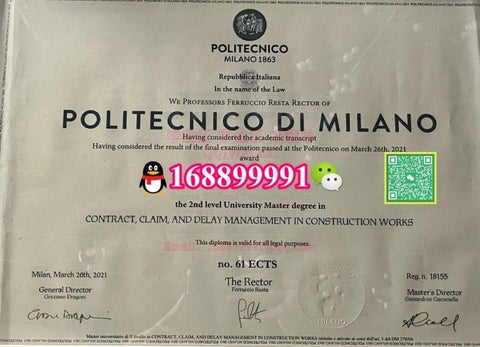 POLITECNICO
MILANO 1863
Repubblica Italiana
In the name of the Law
WE PROFESSORS FERRUCCIO RESTA RECTOR OF
POLITECNICO DI MILANO
Having considered the academic transcript
Having considered the result of the final examination passed at the Politecnico on March 26th, 2021
award
168899991
the 2nd level University Master degree in
CONTRACT, CLAIM, AND DELAY MANAGEMENT IN CONSTRUCTION WORKS
This diploma is valid for all legal purposes.
no. 61 ECTS
Milan, March 26th, 2021
Reg. n. 18155
General Director
The Rector
Master's Director
Graziano Dragoni
Ferruccio Resta
MILANO